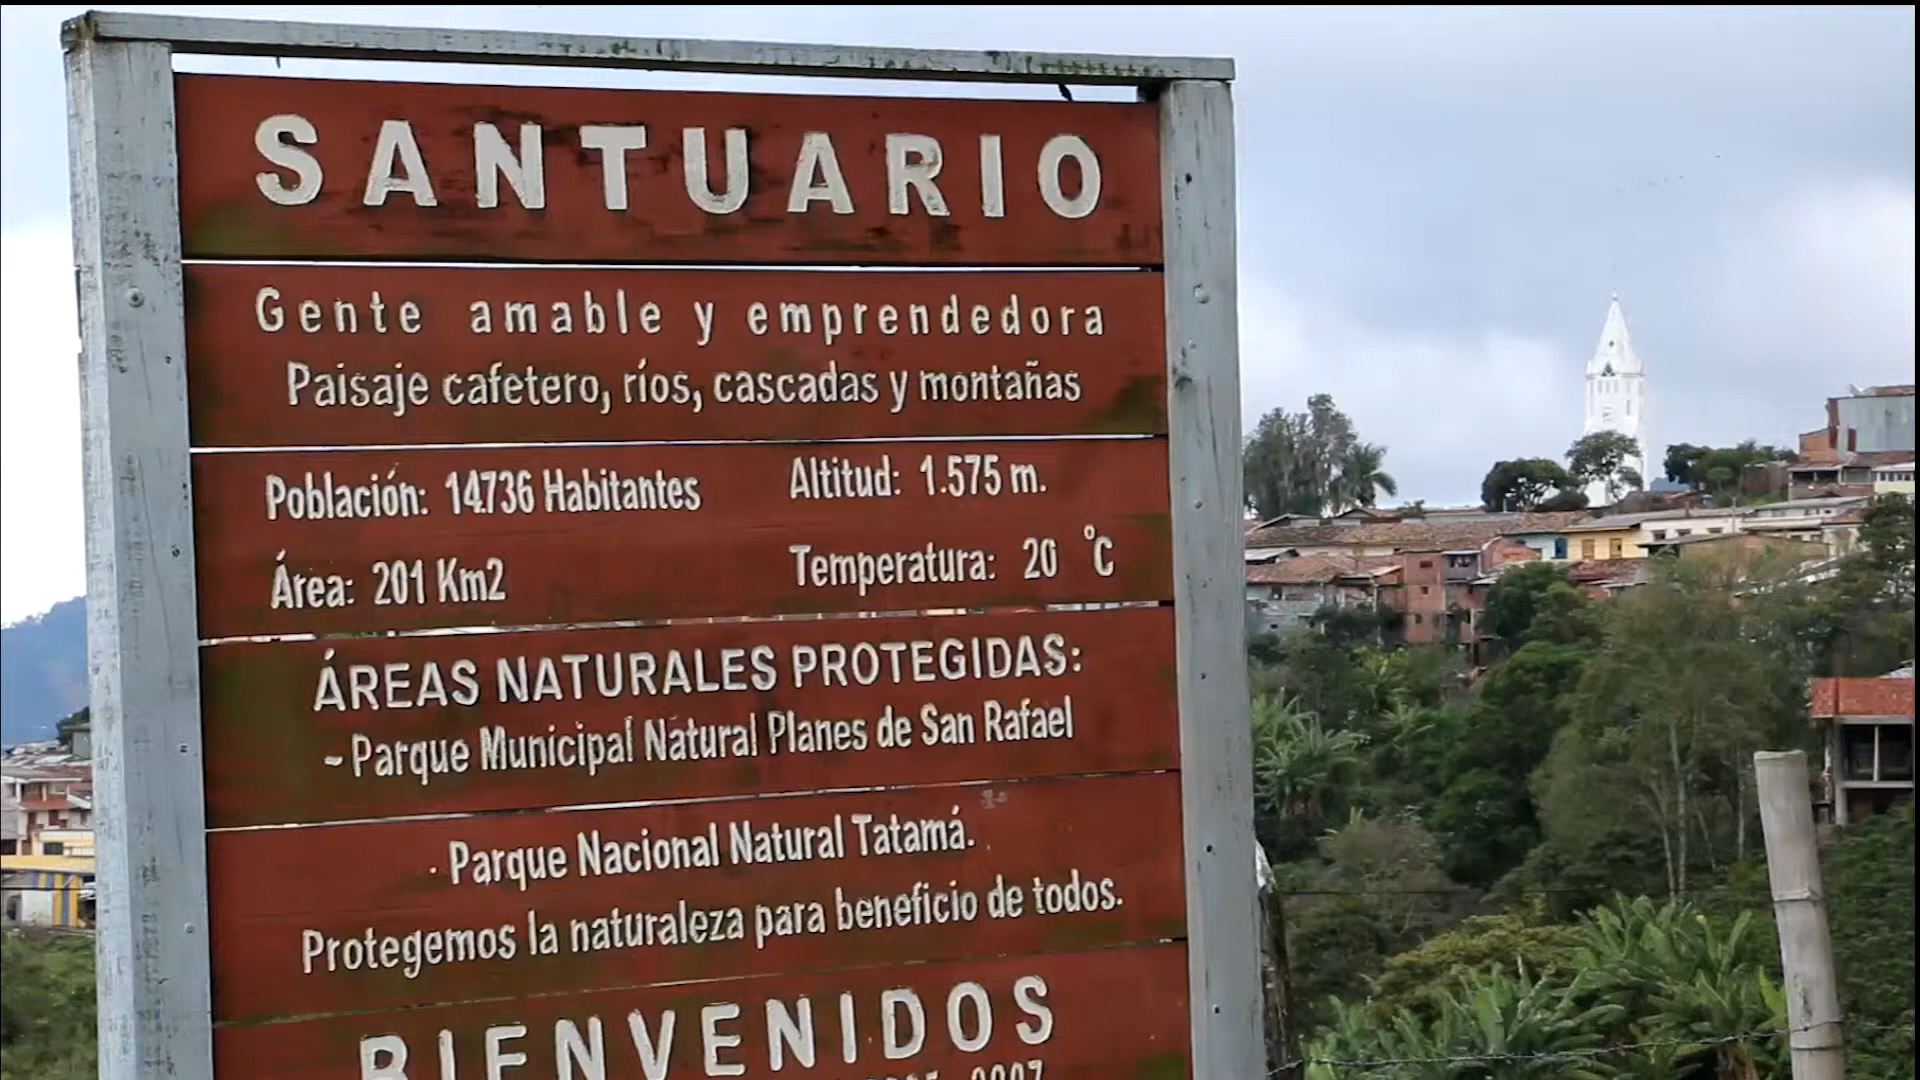 SANTUARIO
Gente amable y emprendedora
Paisaje cafetero, ríos, cascadas y montañas
Población: 14.736 Habitantes Altitud: 1.575 m.
Área: 201 Km2 Temperatura: 20 °C
ÁREAS NATURALES PROTEGIDAS:
- Parque Municipal Natural Planes de San Rafael
· Parque Nacional Natural Tatamá.
Protegemos la naturaleza para beneficio de todos.
BIENVENIDOS